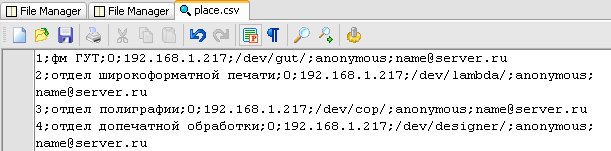 File Manager File Manager place.csv
1;фм ГУТ;0;192.168.1.217;/dev/gut/;anonymous;name@server.ru
2;отдел широкоформатной печати;0;192.168.1.217;/dev/lambda/;anonymous;
name@server.ru
3;отдел полиграфии;0;192.168.1.217;/dev/cop/;anonymous;name@server.ru
4;отдел допечатной обработки;0;192.168.1.217;/dev/designer/;anonymous;
name@server.ru